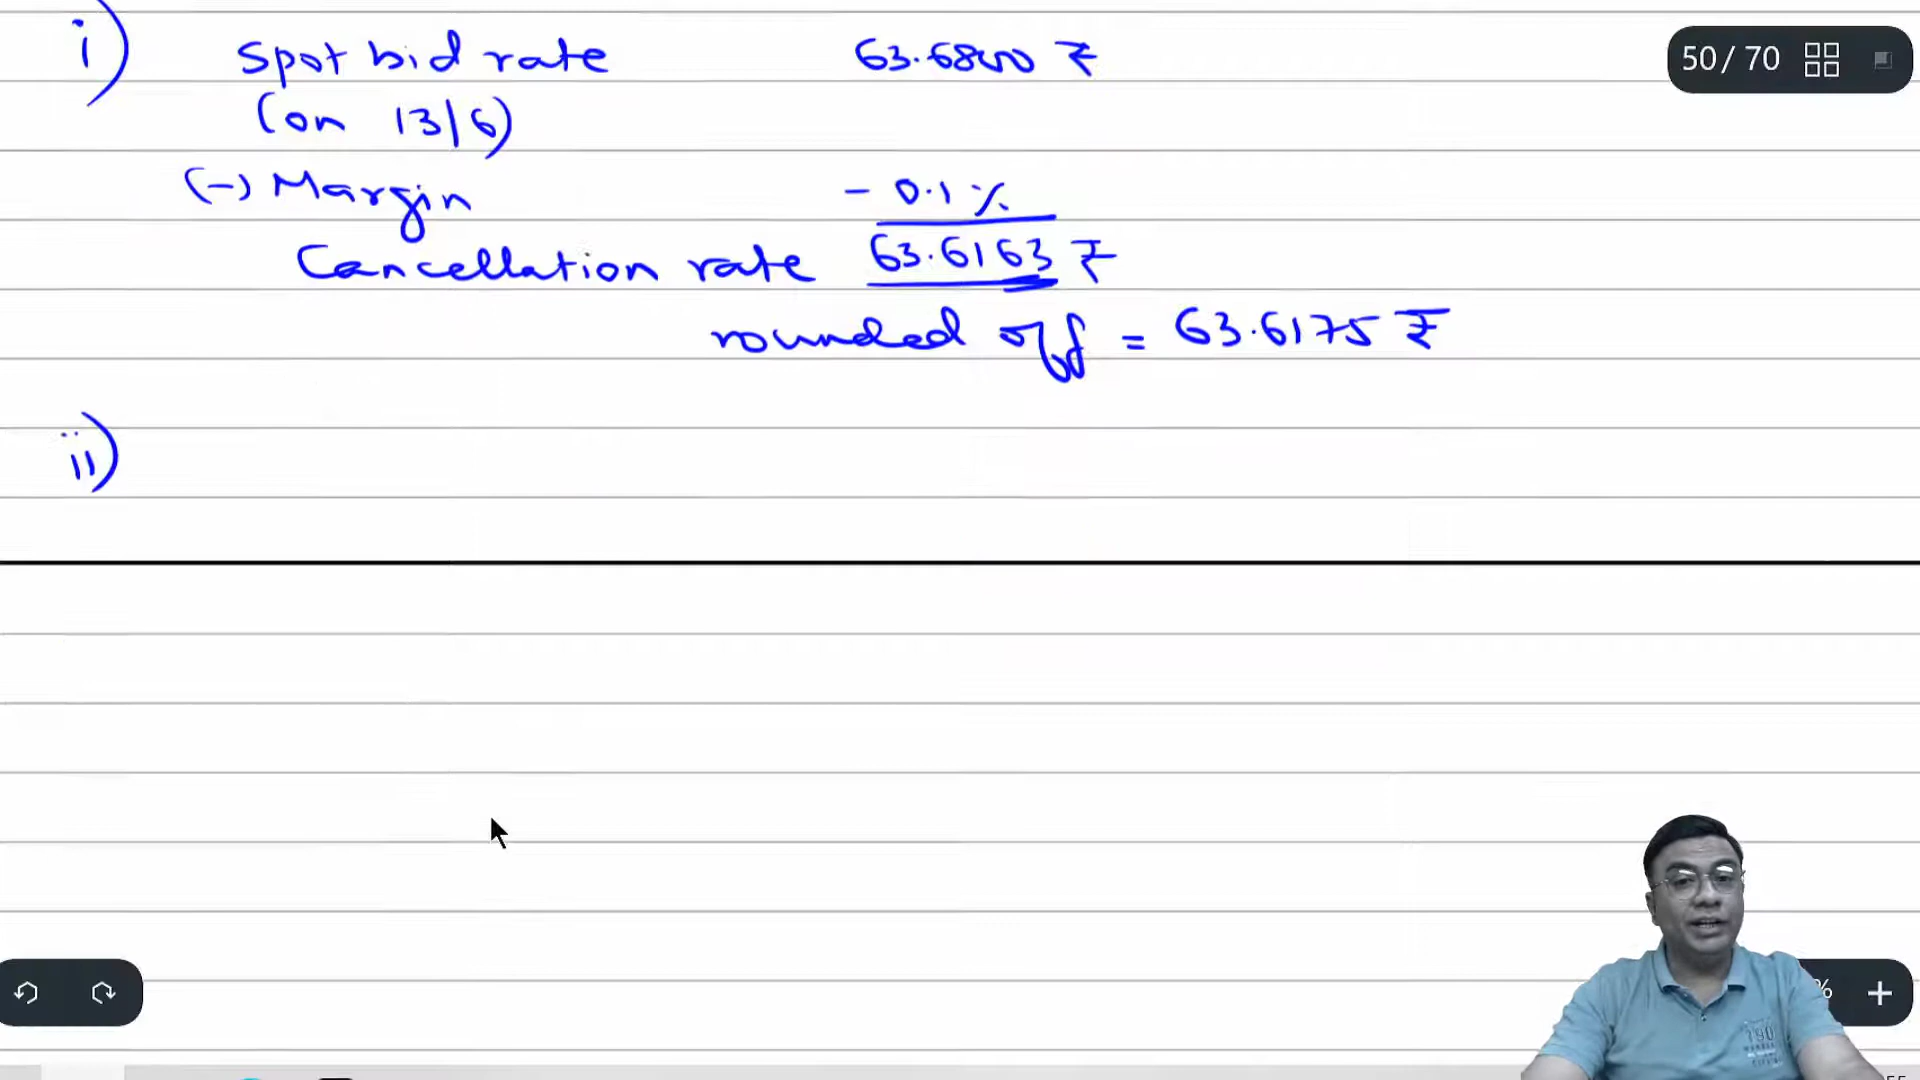 i) Spot bid rate 63.6800 ₹
(on 13/6)
(-) Margin - 0.1 %
Cancellation rate 63.6163 ₹
rounded off = 63.6175 ₹
ii)
50 / 70
%